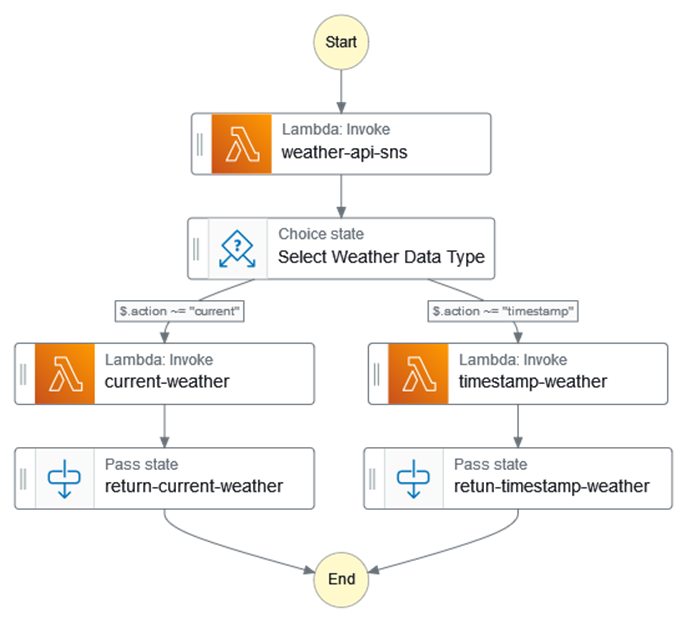 Start
Lambda: Invoke
weather-api-sns
Choice state
Select Weather Data Type
$.action ~= "current"
$.action ~= "timestamp"
Lambda: Invoke
current-weather
Lambda: Invoke
timestamp-weather
Pass state
return-current-weather
Pass state
retun-timestamp-weather
End